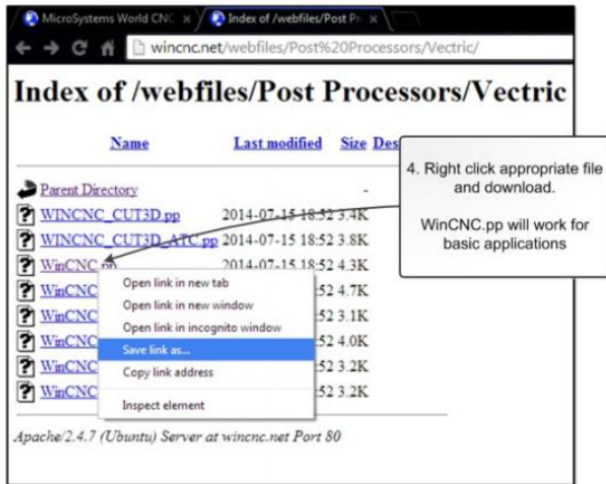 MicroSystems World CNC
Index of /webfiles/Post Pr
wincnc.net/webfiles/Post%20Processors/Vectric/
Index of /webfiles/Post Processors/Vectric
Name Last modified Size Des
Parent Directory -
WINCNC_CUT3D.pp 2014-07-15 18:52 3.4K
WINCNC_CUT3D_ATC.pp 2014-07-15 18:52 3.8K
WinCNC.pp 2014-07-15 18:52 4.3K
WinCNC :52 4.7K
WinCNC :52 3.1K
WinCNC :52 4.0K
WinCNC :52 3.2K
WinCNC :52 3.2K
Open link in new tab
Open link in new window
Open link in incognito window
Save link as...
Copy link address
Inspect element
4. Right click appropriate file
and download.
WinCNC.pp will work for
basic applications
Apache/2.4.7 (Ubuntu) Server at wincnc.net Port 80